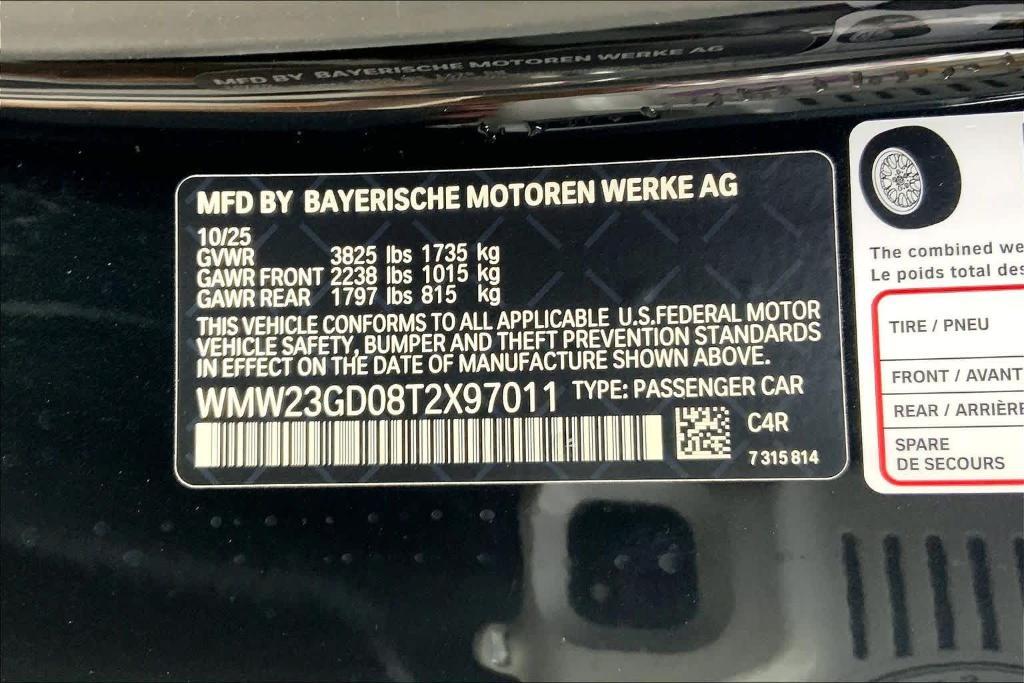 MFD BY BAYERISCHE MOTOREN WERKE AG
MFD BY BAYERISCHE MOTOREN WERKE AG
10/25
GVWR 3825 lbs 1735 kg
GAWR FRONT 2238 lbs 1015 kg
GAWR REAR 1797 lbs 815 kg
THIS VEHICLE CONFORMS TO ALL APPLICABLE U.S.FEDERAL MOTOR
VEHICLE SAFETY, BUMPER AND THEFT PREVENTION STANDARDS
IN EFFECT ON THE DATE OF MANUFACTURE SHOWN ABOVE.
WMW23GD08T2X97011 TYPE: PASSENGER CAR
C4R
7 315 814
The combined we
Le poids total des
TIRE / PNEU
FRONT / AVANT
REAR / ARRIÈRE
SPARE
DE SECOURS